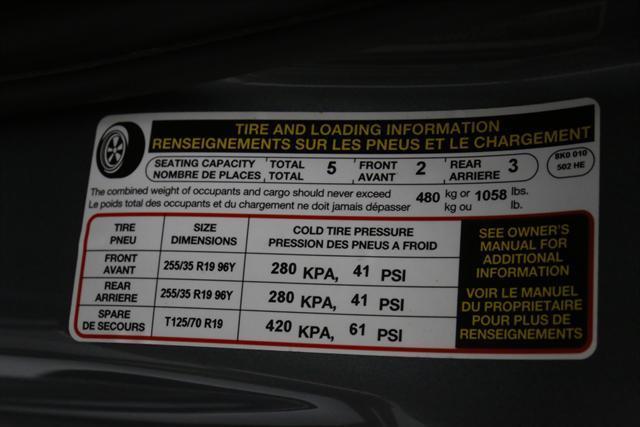 TIRE AND LOADING INFORMATION
RENSEIGNEMENTS SUR LES PNEUS ET LE CHARGEMENT
SEATING CAPACITY TOTAL 5 FRONT 2 REAR 3
NOMBRE DE PLACES TOTAL AVANT ARRIERE
8K0 010
502 HE
The combined weight of occupants and cargo should never exceed 480 kg or 1058 lbs.
Le poids total des occupants et du chargement ne doit jamais dépasser kg ou lb.
TIRE SIZE COLD TIRE PRESSURE
PNEU DIMENSIONS PRESSION DES PNEUS A FROID
FRONT
AVANT 255/35 R19 96Y 280 KPA, 41 PSI
REAR
ARRIERE 255/35 R19 96Y 280 KPA, 41 PSI
SPARE
DE SECOURS T125/70 R19 420 KPA, 61 PSI
SEE OWNER'S
MANUAL FOR
ADDITIONAL
INFORMATION
VOIR LE MANUEL
DU PROPRIETAIRE
POUR PLUS DE
RENSEIGNEMENTS